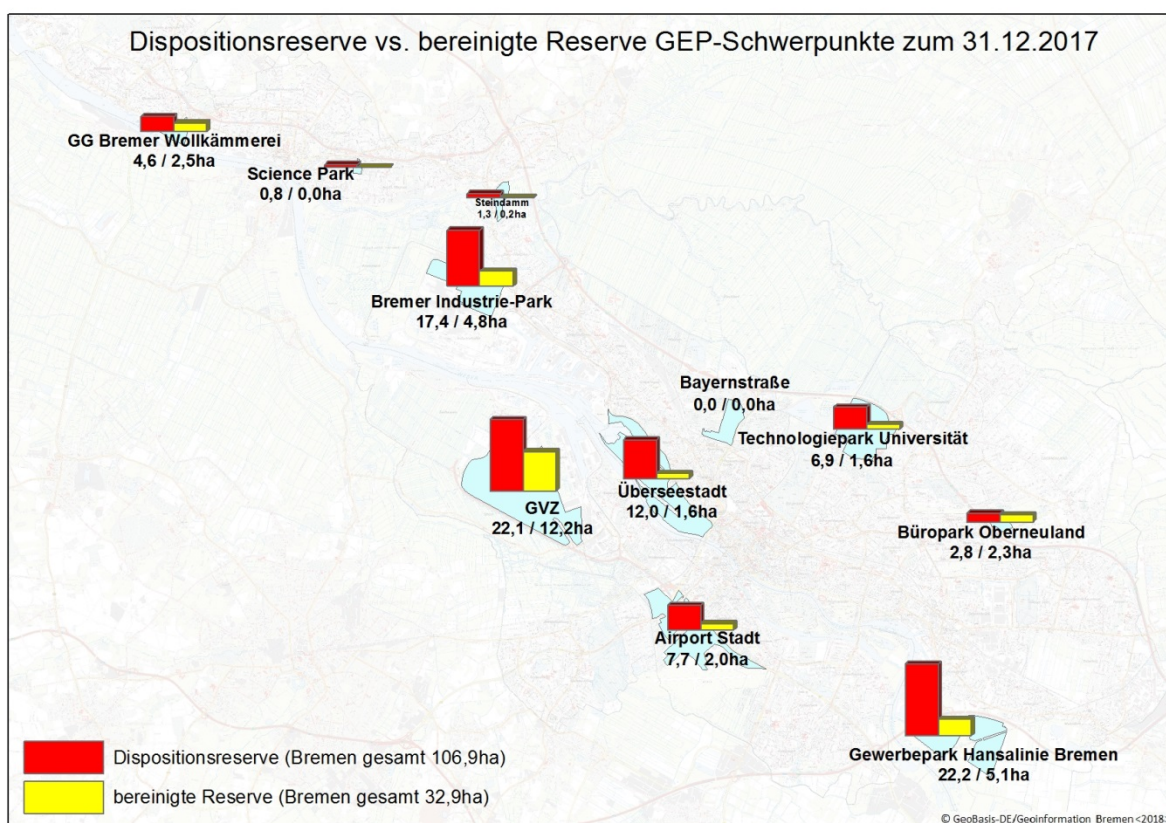 Dispositionsreserve vs. bereinigte Reserve GEP-Schwerpunkte zum 31.12.2017
GG Bremer Wollkämmerei
4,6 / 2,5ha
Science Park
0,8 / 0,0ha
Steindamm
1,3 / 0,2ha
Bremer Industrie-Park
17,4 / 4,8ha
Bayernstraße
0,0 / 0,0ha
Technologiepark Universität
6,9 / 1,6ha
GVZ
22,1 / 12,2ha
Überseestadt
12,0 / 1,6ha
Büropark Oberneuland
2,8 / 2,3ha
Airport Stadt
7,7 / 2,0ha
Gewerbepark Hansalinie Bremen
22,2 / 5,1ha
Dispositionsreserve (Bremen gesamt 106,9ha)
bereinigte Reserve (Bremen gesamt 32,9ha)
© GeoBasis-DE/Geoinformation Bremen <2018>